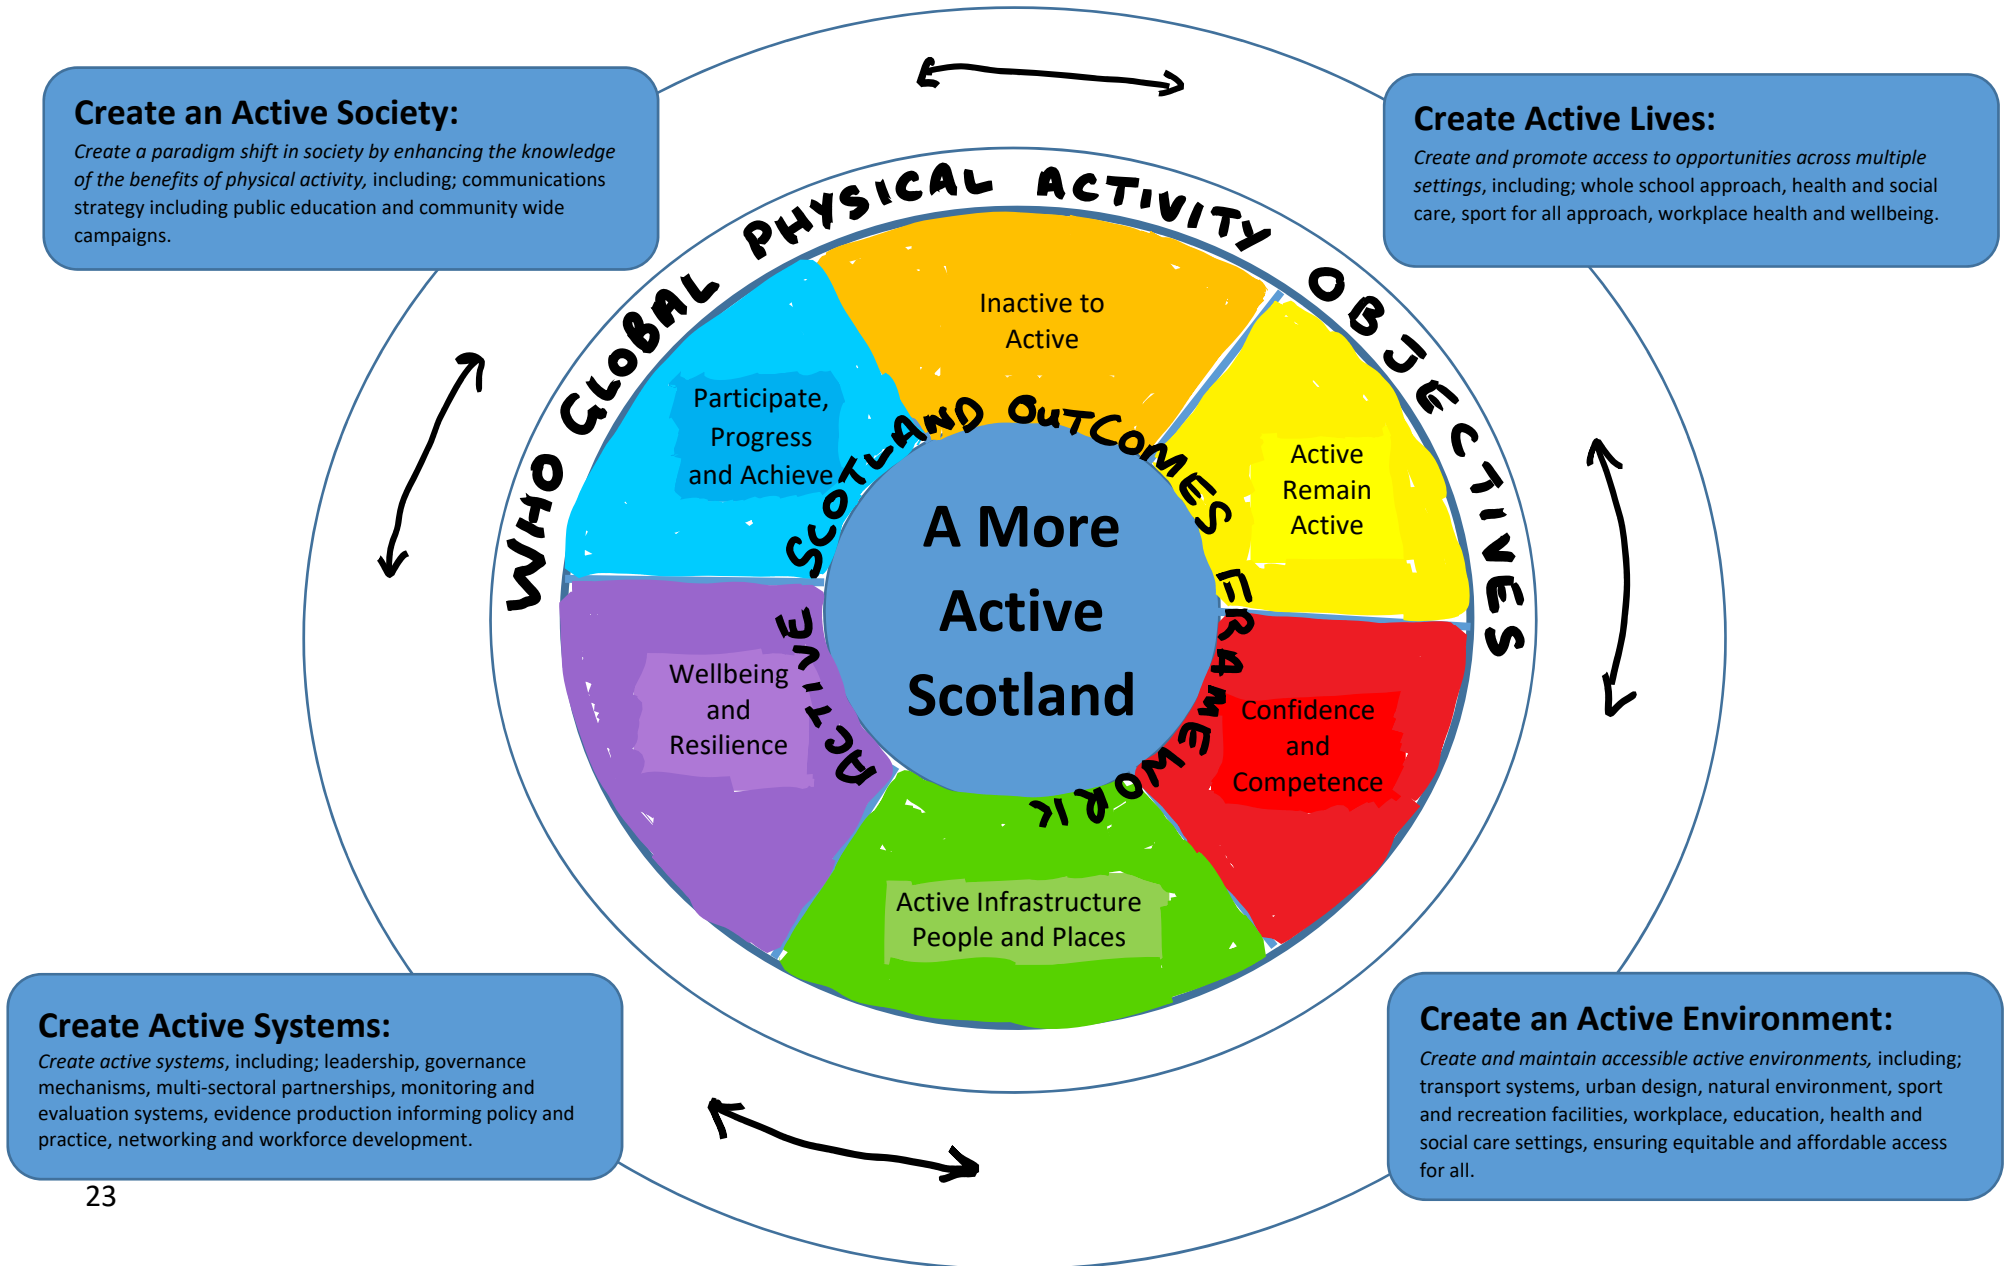 Create an Active Society:
Create a paradigm shift in society by enhancing the knowledge
of the benefits of physical activity, including; communications
strategy including public education and community wide
campaigns.
Create Active Lives:
Create and promote access to opportunities across multiple
settings, including; whole school approach, health and social
care, sport for all approach, workplace health and wellbeing.
WHO GLOBAL PHYSICAL ACTIVITY OBJECTIVES
Inactive to
Active
Participate,
Progress
and Achieve
Active
Remain
Active
ACTIVE SCOTLAND OUTCOMES FRAMEWORK
A More
Active
Scotland
Wellbeing
and
Resilience
Confidence
and
Competence
Active Infrastructure
People and Places
Create Active Systems:
Create active systems, including; leadership, governance
mechanisms, multi-sectoral partnerships, monitoring and
evaluation systems, evidence production informing policy and
practice, networking and workforce development.
Create an Active Environment:
Create and maintain accessible active environments, including;
transport systems, urban design, natural environment, sport
and recreation facilities, workplace, education, health and
social care settings, ensuring equitable and affordable access
for all.
23